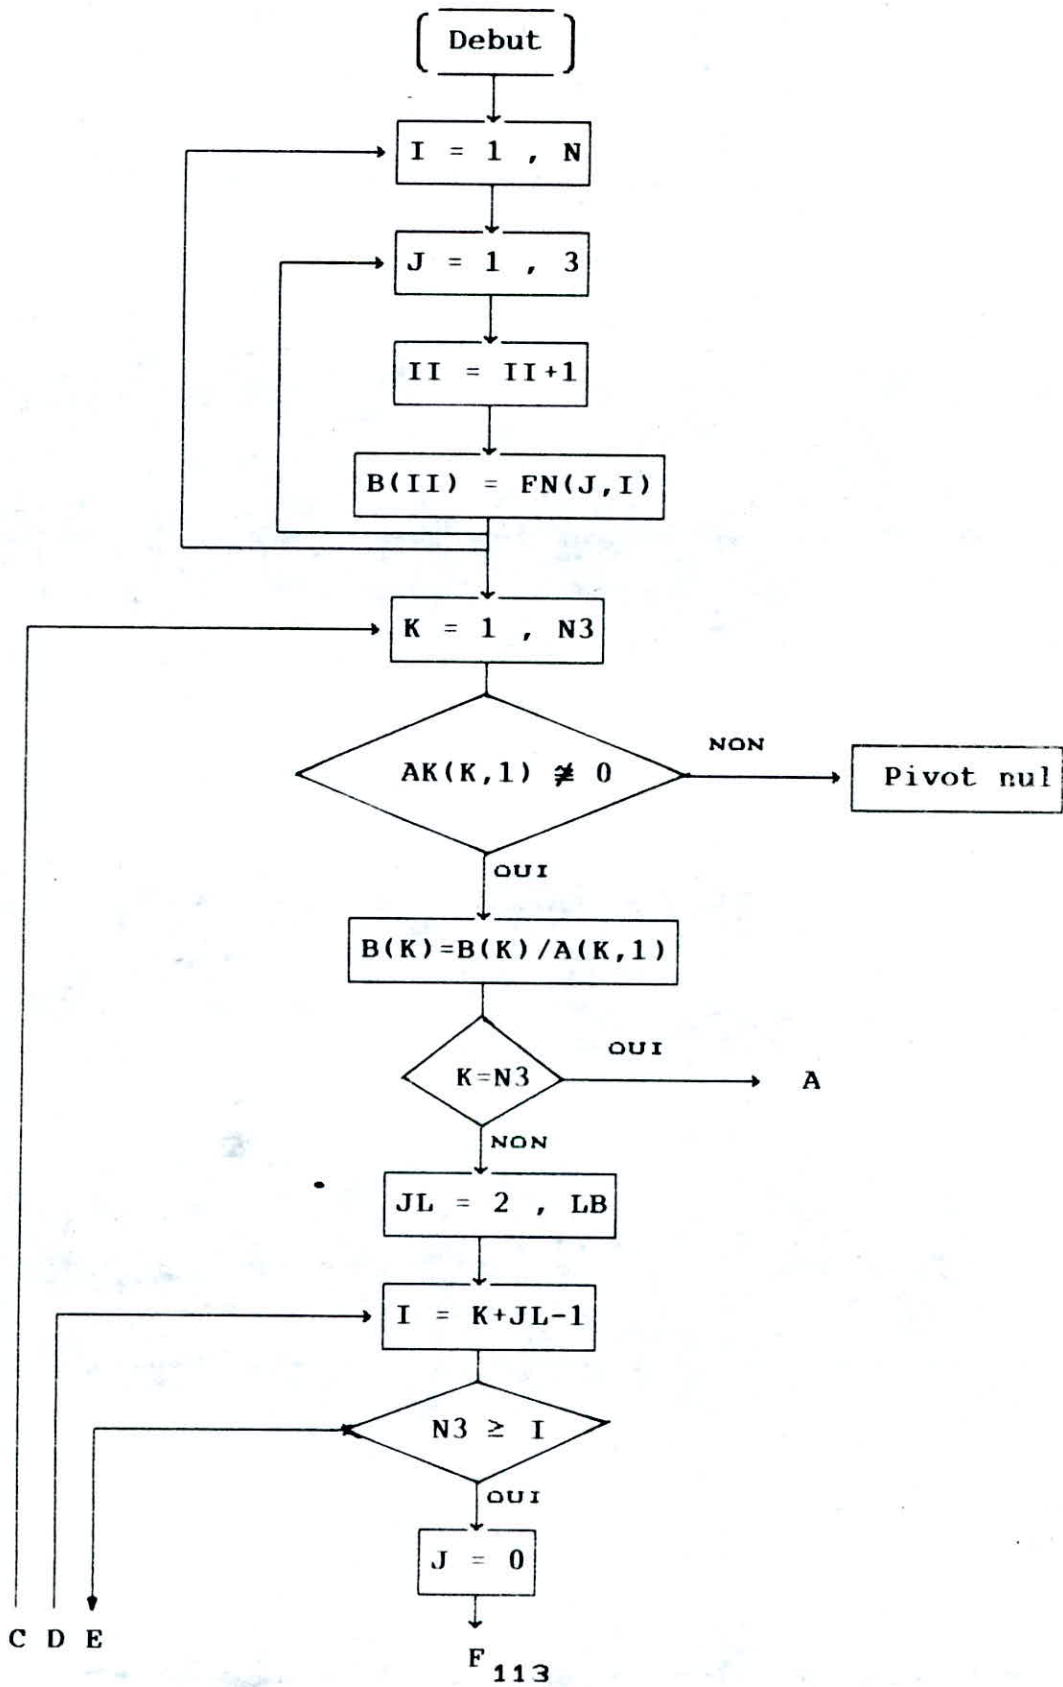 Debut
I = 1 , N
J = 1 , 3
II = II+1
B(II) = FN(J,I)
K = 1 , N3
AK(K,1) ≇ 0
NON
Pivot nul
OUI
B(K)=B(K)/A(K,1)
K=N3
OUI
A
NON
JL = 2 , LB
I = K+JL-1
N3 ≥ I
OUI
J = 0
C D E
F
113